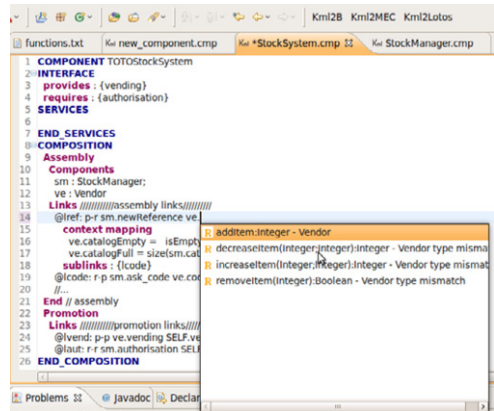 Kml2B Kml2MEC Kml2Lotos
functions.txt new_component.cmp *StockSystem.cmp StockManager.cmp
1 COMPONENT TOTOStockSystem
2 INTERFACE
3 provides : {vending}
4 requires : {authorisation}
5 SERVICES
6
7 END_SERVICES
8 COMPOSITION
9 Assembly
10 Components
11 sm : StockManager;
12 ve : Vendor
13 Links ////////////assembly links//////////
14 @lref: p-r sm.newReference ve.
15 context mapping
16 ve.catalogEmpty = isEmpt
17 ve.catalogFull = size(sm.cat
18 sublinks : {lcode}
19 @lcode: r-p sm.ask_code ve.co
20 //...
21 End // assembly
22 Promotion
23 Links ////////////promotion links/////
24 @lvend: p-p ve.vending SELF.ve
25 @laut: r-r sm.authorisation SELF
26 END_COMPOSITION
R addItem:Integer - Vendor
R decreaseItem(Integer;Integer):Integer - Vendor type misma
R increaseItem(Integer;Integer):Integer - Vendor type mismat
R removeItem(Integer):Boolean - Vendor type mismatch
Problems @ Javadoc Declar